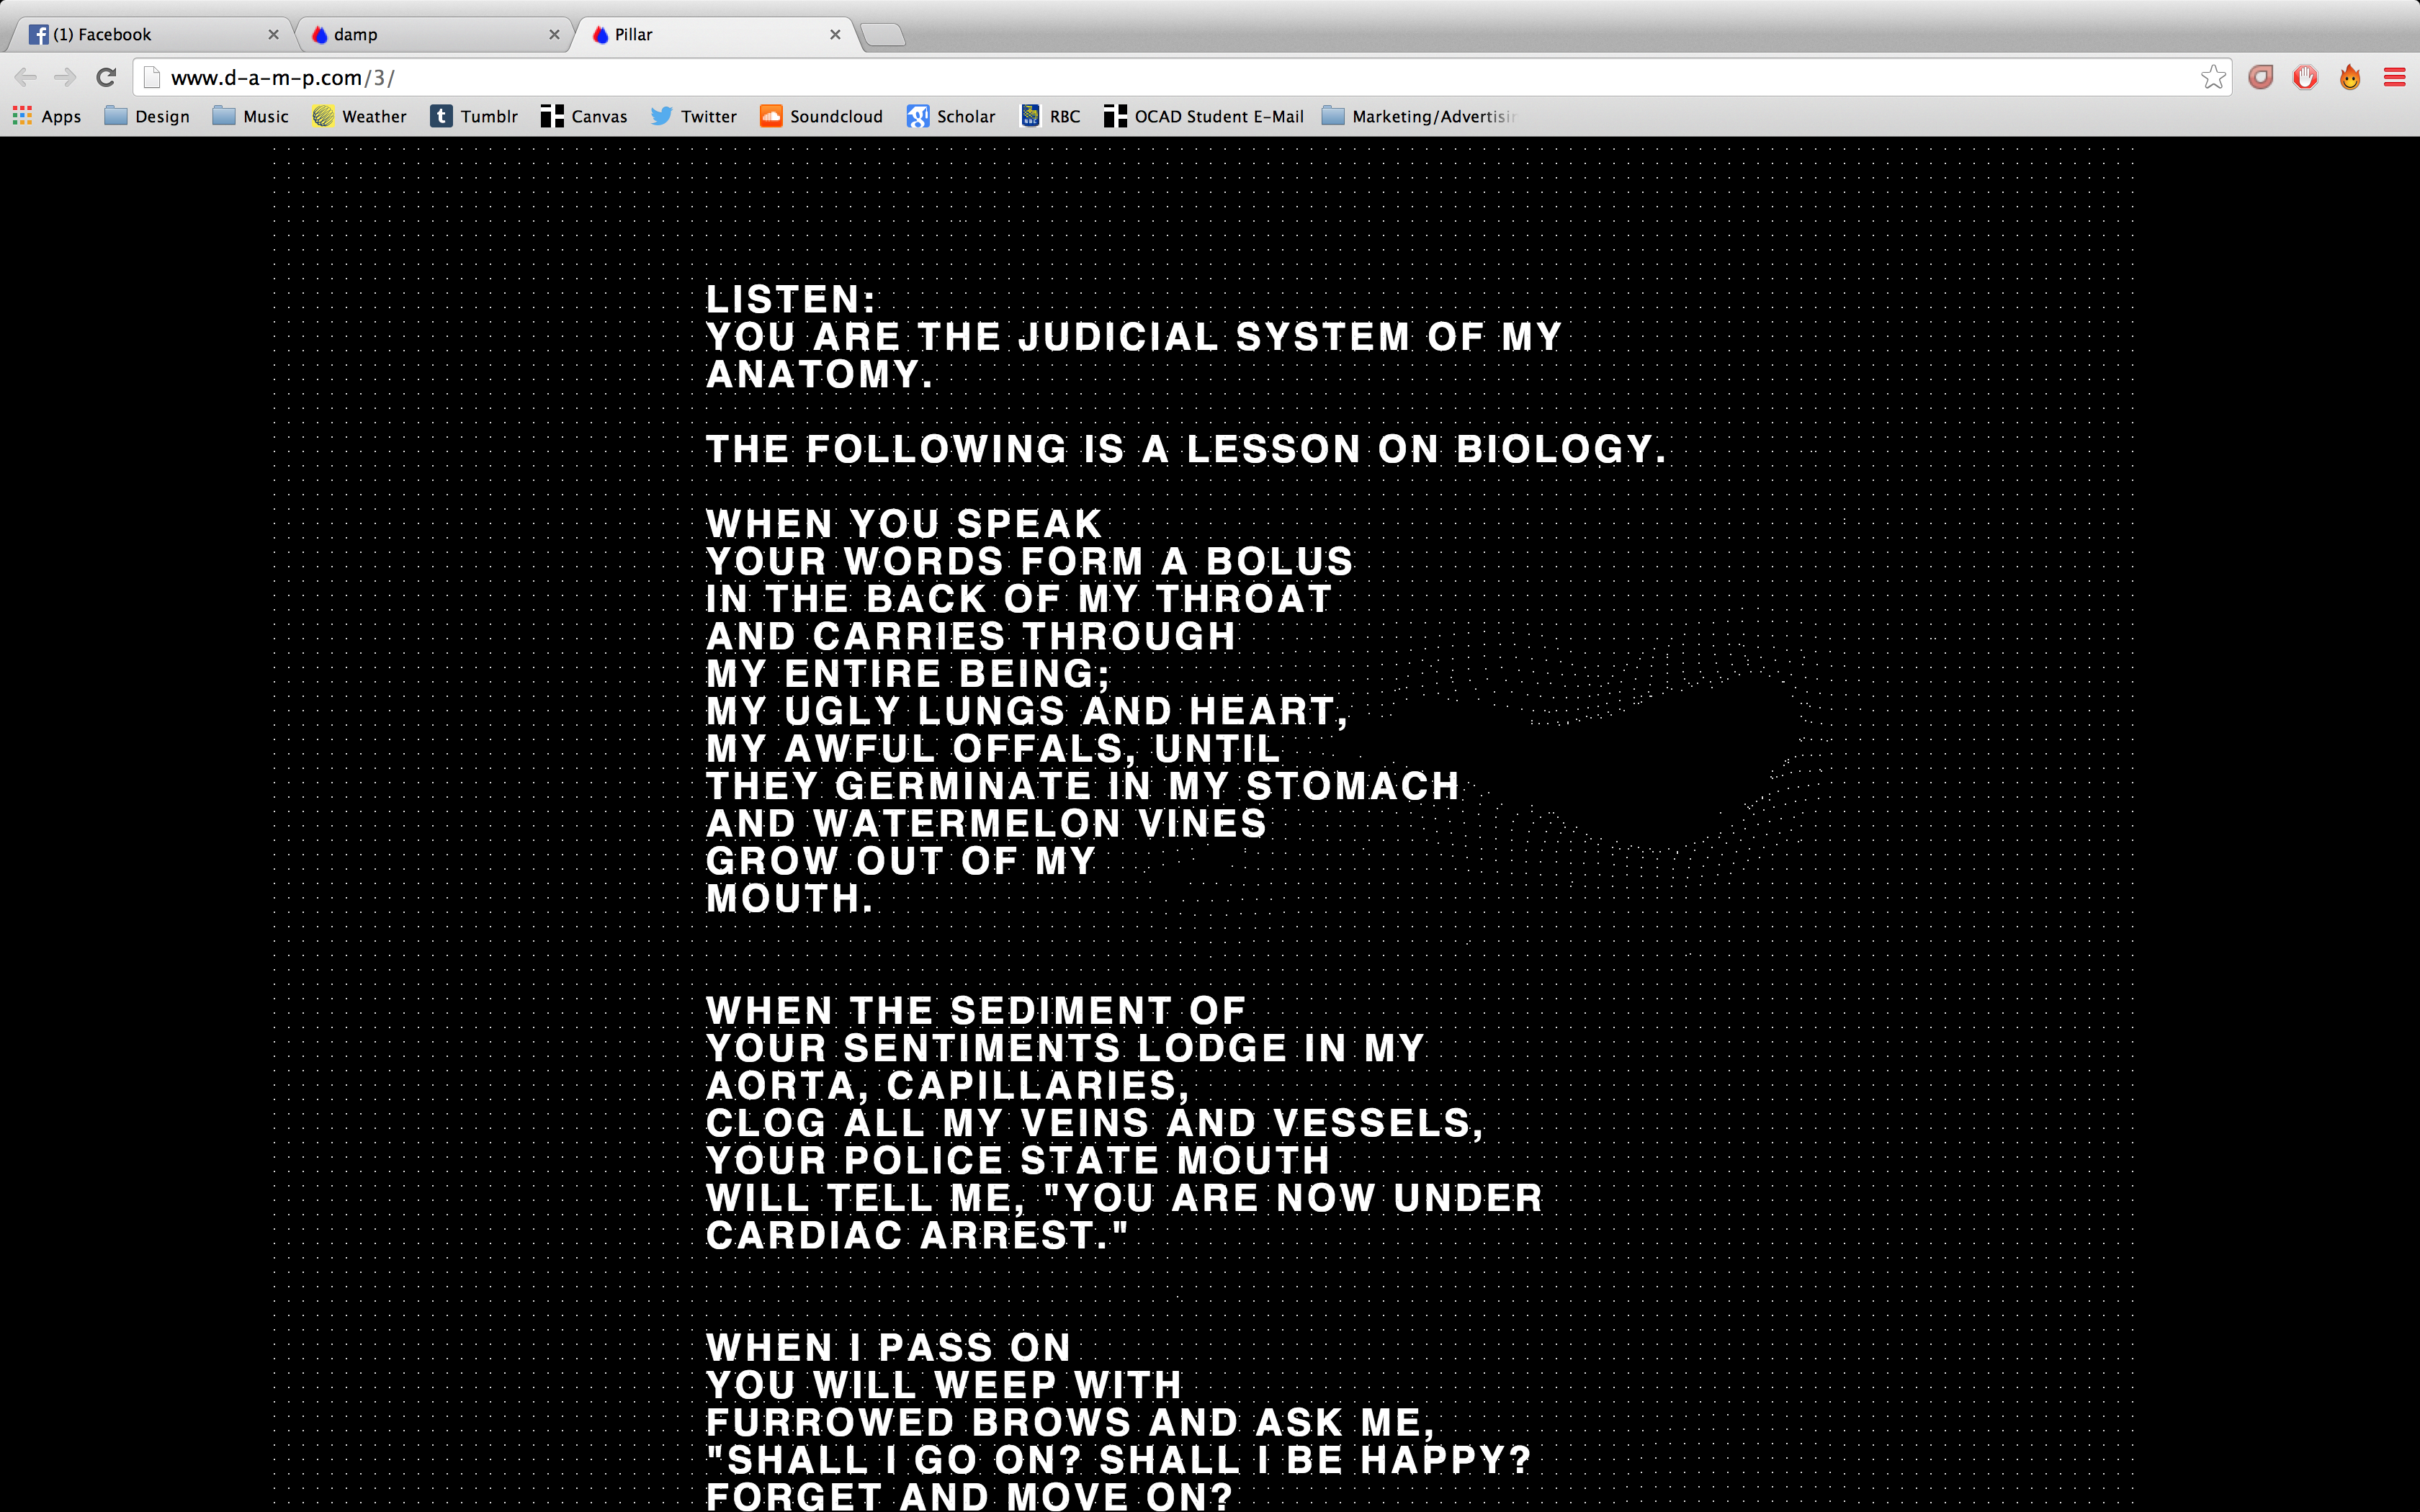 (1) Facebook
damp
Pillar
www.d-a-m-p.com/3/
Apps Design Music Weather Tumblr Canvas Twitter Soundcloud Scholar RBC OCAD Student E-Mail Marketing/Advertisin
LISTEN:
YOU ARE THE JUDICIAL SYSTEM OF MY
ANATOMY.
THE FOLLOWING IS A LESSON ON BIOLOGY.
WHEN YOU SPEAK
YOUR WORDS FORM A BOLUS
IN THE BACK OF MY THROAT
AND CARRIES THROUGH
MY ENTIRE BEING;
MY UGLY LUNGS AND HEART,
MY AWFUL OFFALS, UNTIL
THEY GERMINATE IN MY STOMACH
AND WATERMELON VINES
GROW OUT OF MY
MOUTH.
WHEN THE SEDIMENT OF
YOUR SENTIMENTS LODGE IN MY
AORTA, CAPILLARIES,
CLOG ALL MY VEINS AND VESSELS,
YOUR POLICE STATE MOUTH
WILL TELL ME, "YOU ARE NOW UNDER
CARDIAC ARREST."
WHEN I PASS ON
YOU WILL WEEP WITH
FURROWED BROWS AND ASK ME,
"SHALL I GO ON? SHALL I BE HAPPY?
FORGET AND MOVE ON?